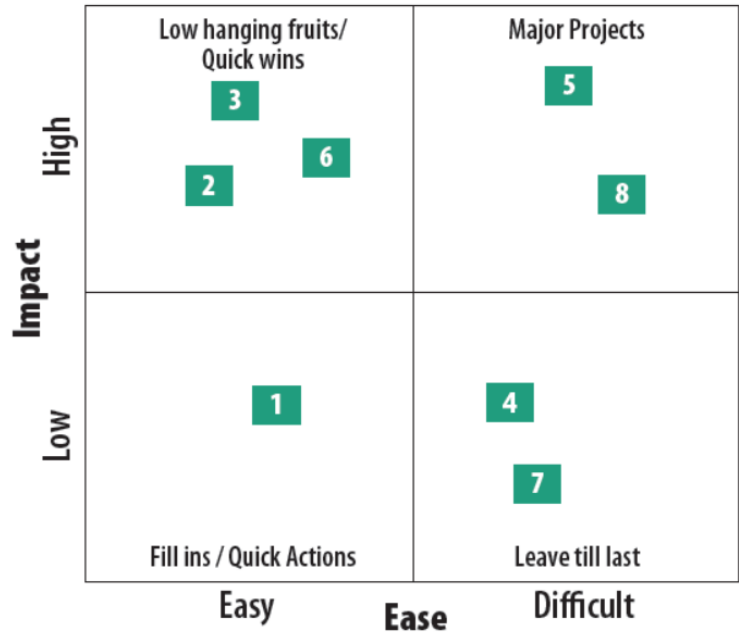 Low hanging fruits/
Quick wins
Major Projects
3
5
6
2
8
High
Impact
1
4
Low
7
Fill ins / Quick Actions
Leave till last
Easy
Ease
Difficult